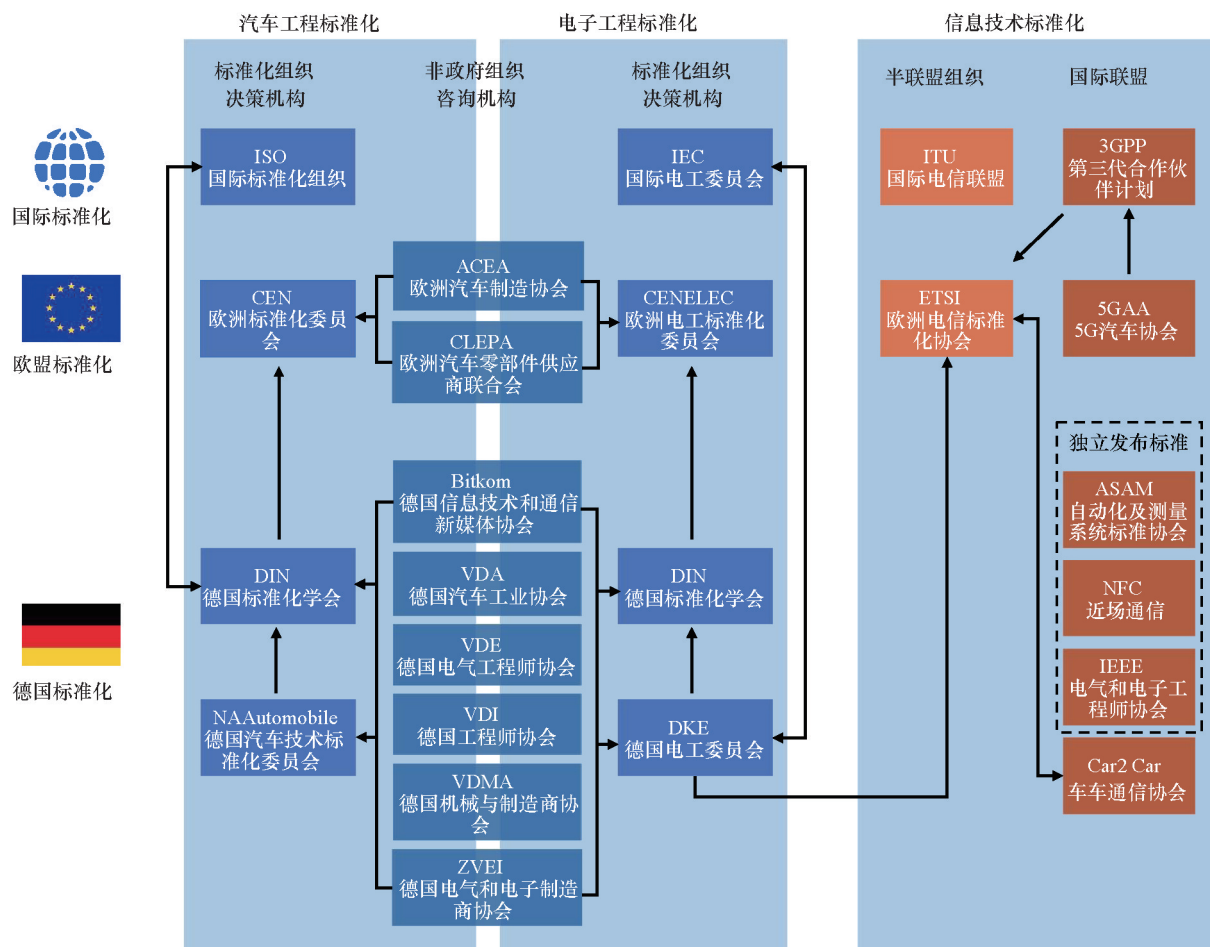 汽车工程标准化
电子工程标准化
信息技术标准化
标准化组织
决策机构
非政府组织
咨询机构
标准化组织
决策机构
半联盟组织
国际联盟
国际标准化
ISO
国际标准化组织
IEC
国际电工委员会
ITU
国际电信联盟
3GPP
第三代合作伙
伴计划
欧盟标准化
CEN
欧洲标准化委员
会
ACEA
欧洲汽车制造协会
CLEPA
欧洲汽车零部件供应
商联合会
CENELEC
欧洲电工标准化
委员会
ETSI
欧洲电信标准
化协会
5GAA
5G汽车协会
德国标准化
DIN
德国标准化学会
NAAutomobile
德国汽车技术标
准化委员会
Bitkom
德国信息技术和通信
新媒体协会
VDA
德国汽车工业协会
VDE
德国电气工程师协会
VDI
德国工程师协会
VDMA
德国机械与制造商协
会
ZVEI
德国电气和电子制造
商协会
DIN
德国标准化学会
DKE
德国电工委员会
独立发布标准
ASAM
自动化及测量
系统标准协会
NFC
近场通信
IEEE
电气和电子工
程师协会
Car2 Car
车车通信协会